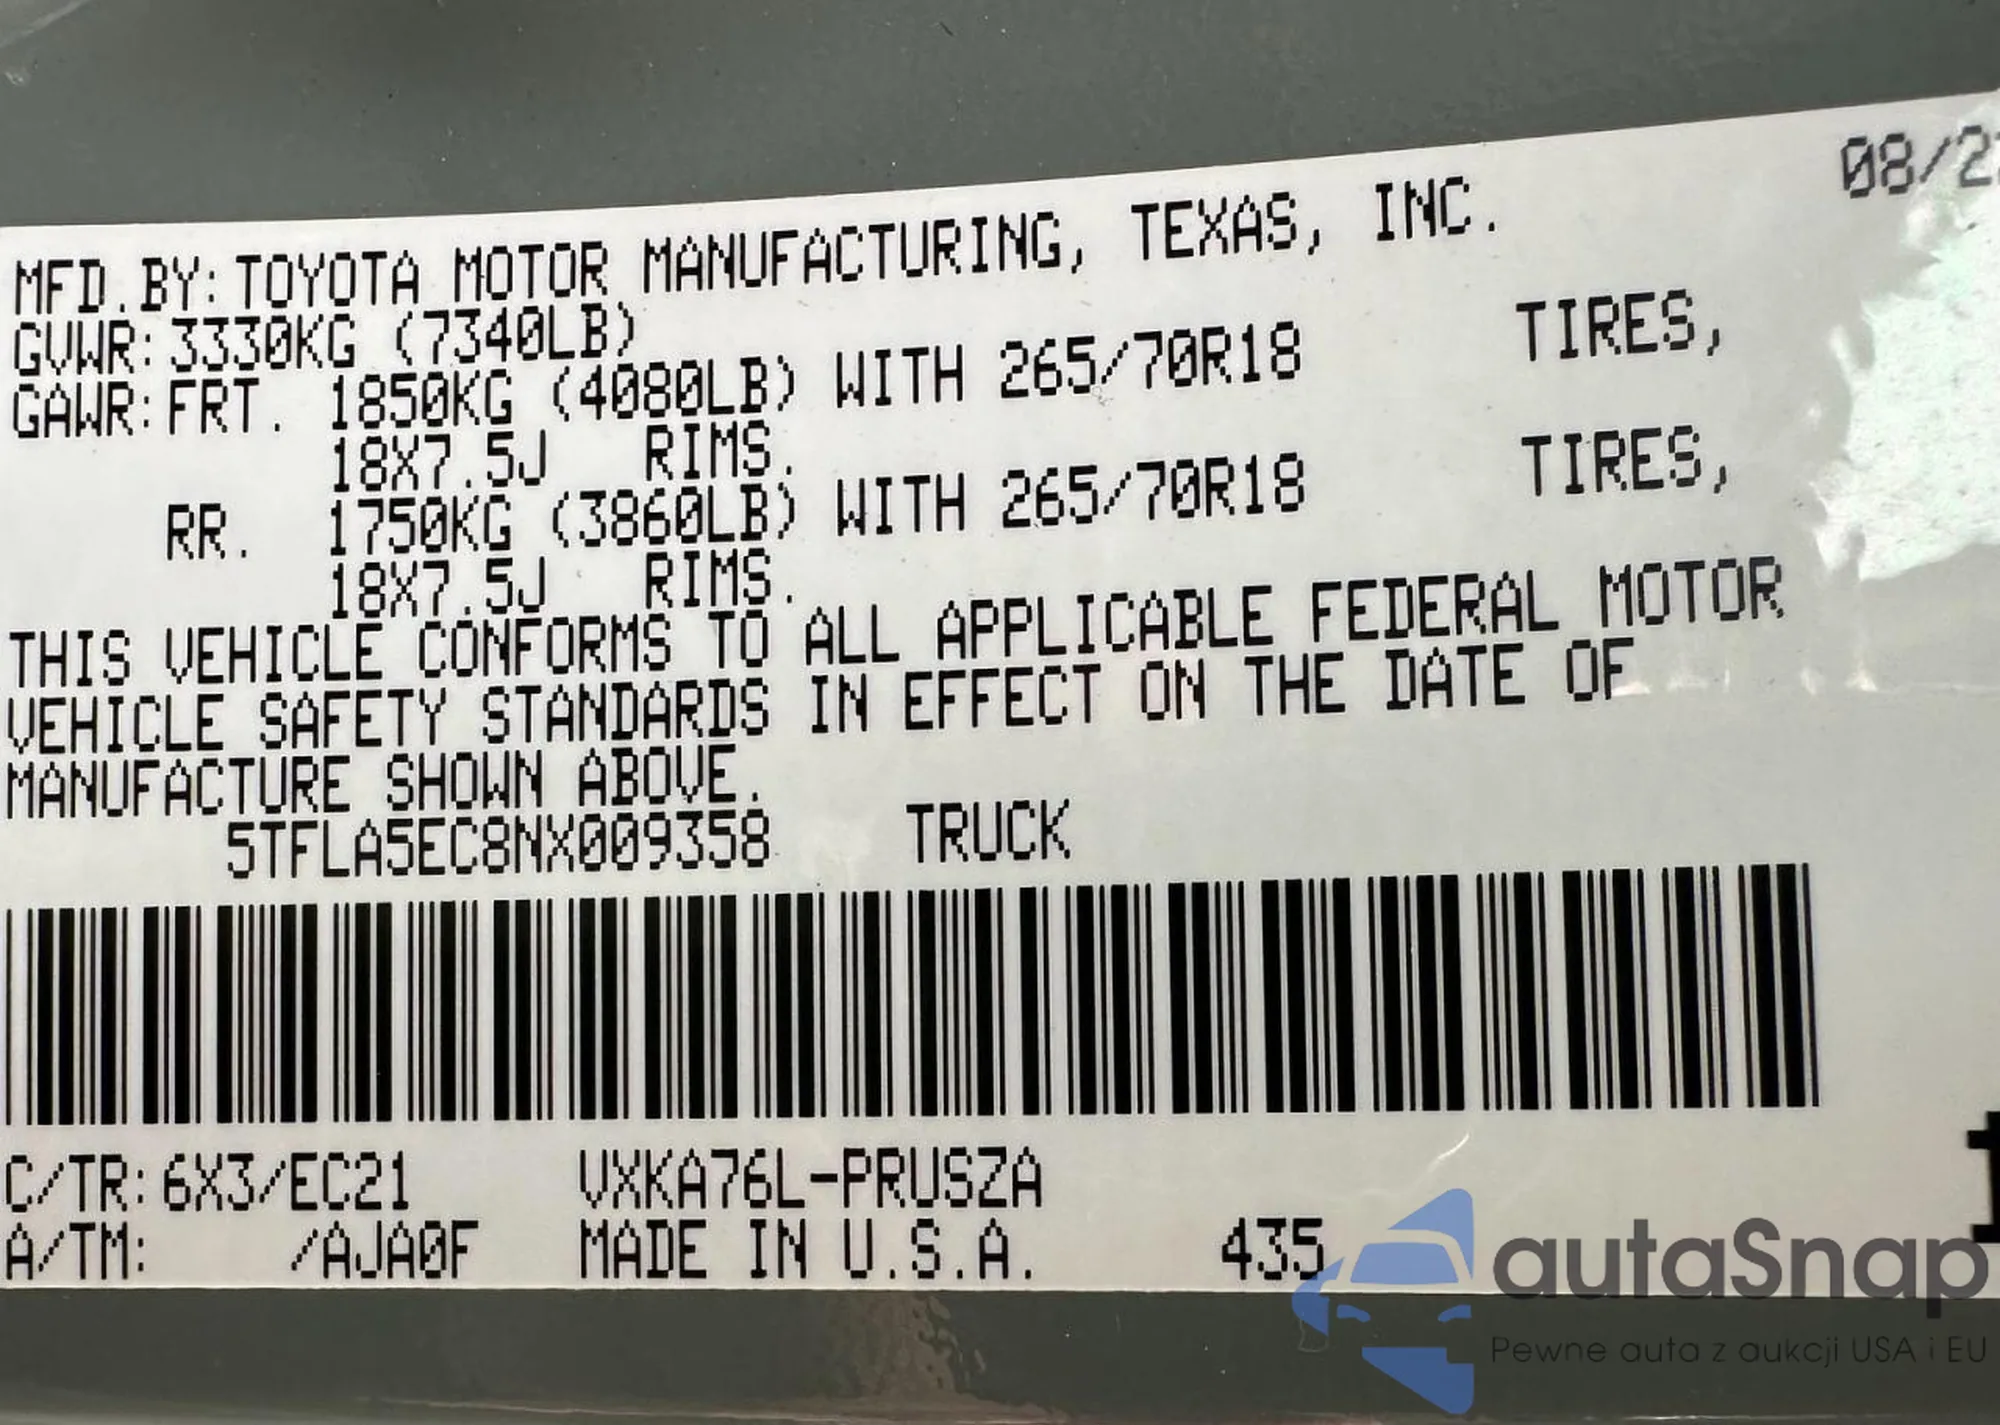 08/22
MFD.BY:TOYOTA MOTOR MANUFACTURING, TEXAS, INC.
GVWR:3330KG (7340LB)
GAWR:FRT. 1850KG (4080LB) WITH 265/70R18 TIRES,
18X7.5J RIMS.
RR. 1750KG (3860LB) WITH 265/70R18 TIRES,
18X7.5J RIMS.
THIS VEHICLE CONFORMS TO ALL APPLICABLE FEDERAL MOTOR
VEHICLE SAFETY STANDARDS IN EFFECT ON THE DATE OF
MANUFACTURE SHOWN ABOVE.
5TFLA5EC8NX009358 TRUCK
C/TR:6X3/EC21 VXKA76L-PRUSZA
A/TM: /AJA0F MADE IN U.S.A. 435
autaSnap
Pewne auta z aukcji USA i EU